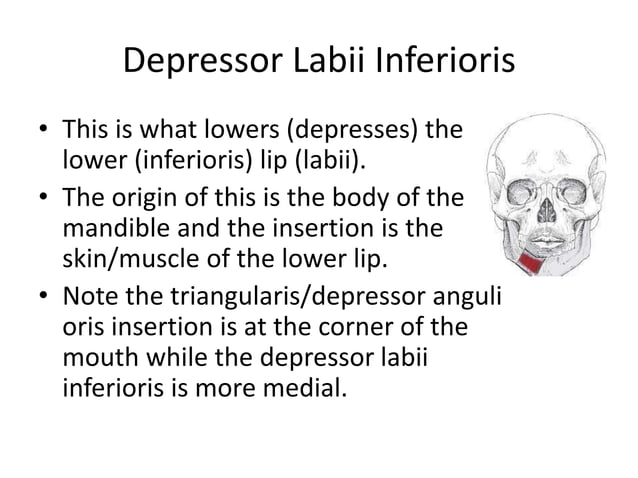 Depressor Labii Inferioris
• This is what lowers (depresses) the
lower (inferioris) lip (labii).
• The origin of this is the body of the
mandible and the insertion is the
skin/muscle of the lower lip.
• Note the triangularis/depressor anguli
oris insertion is at the corner of the
mouth while the depressor labii
inferioris is more medial.